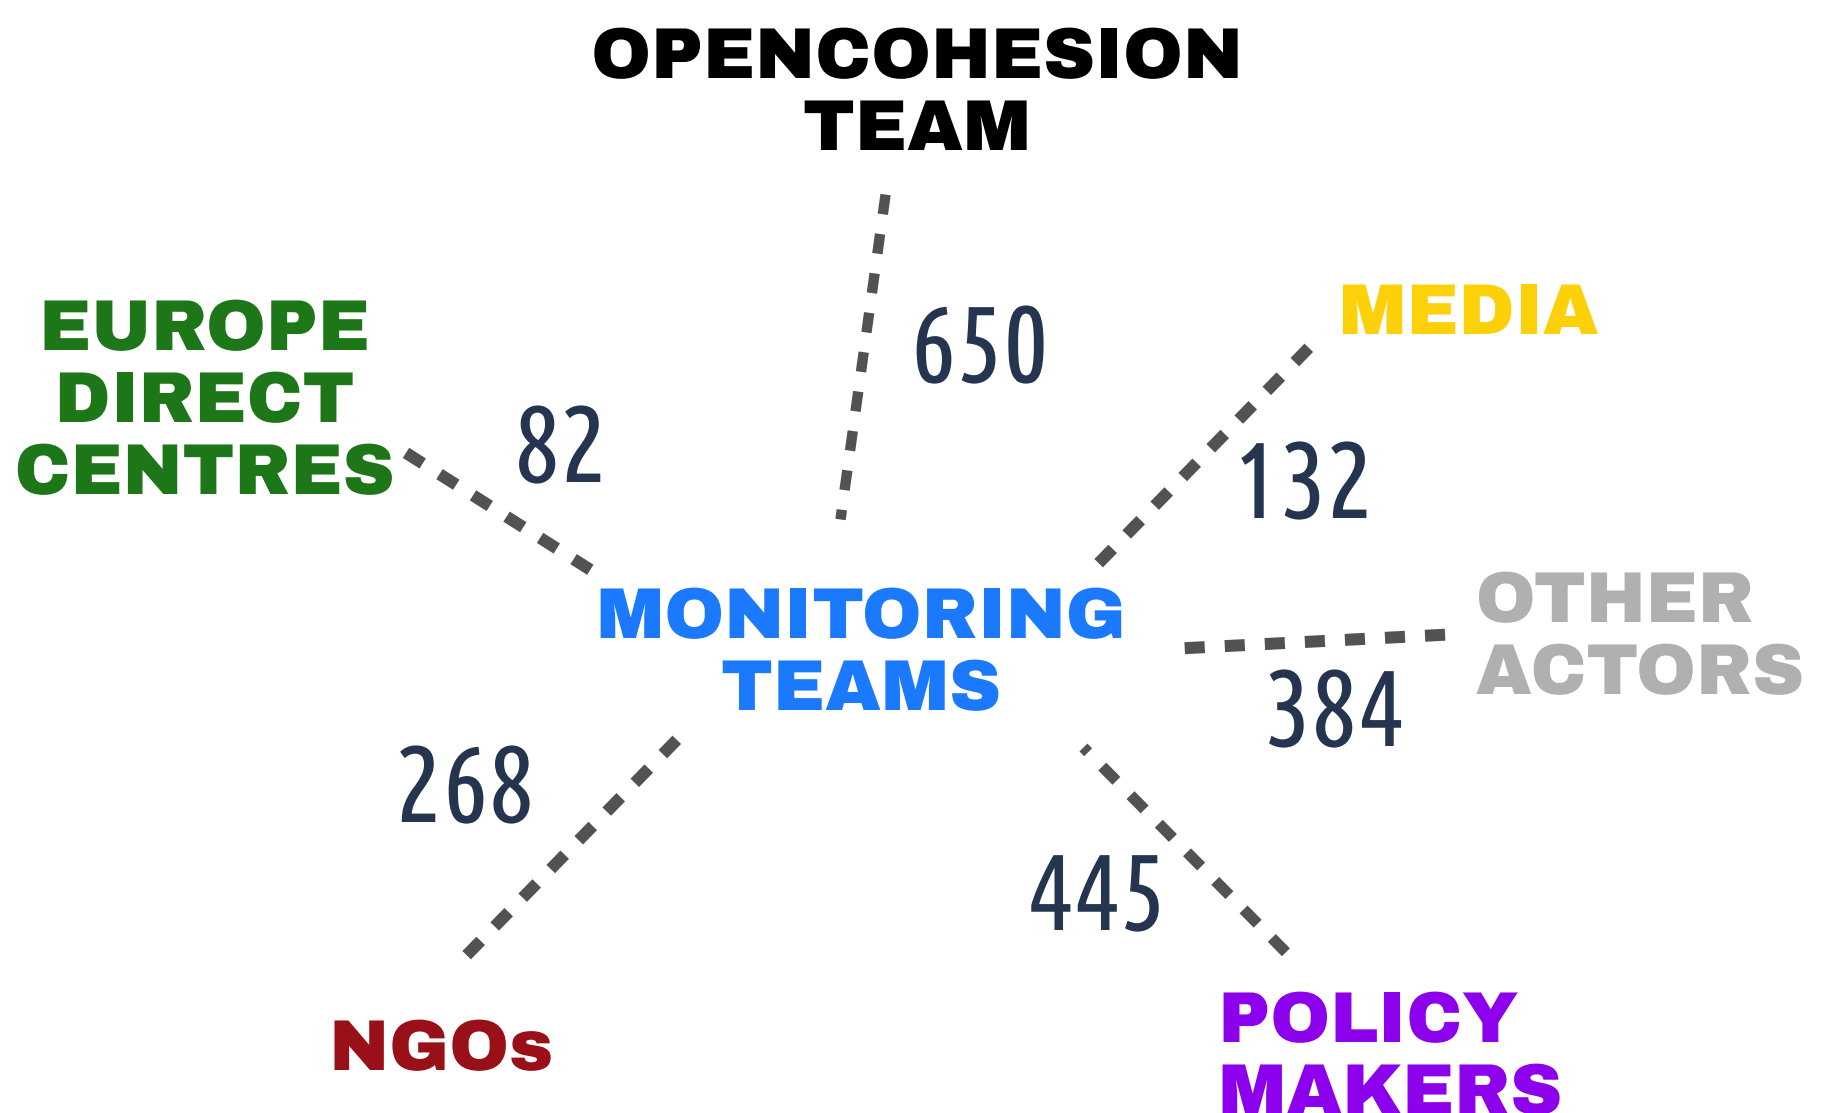 OPENCOHESION
TEAM
EUROPE
DIRECT
CENTRES
82
650
MEDIA
132
MONITORING
TEAMS
OTHER
ACTORS
384
268
445
NGOs
POLICY
MAKERS